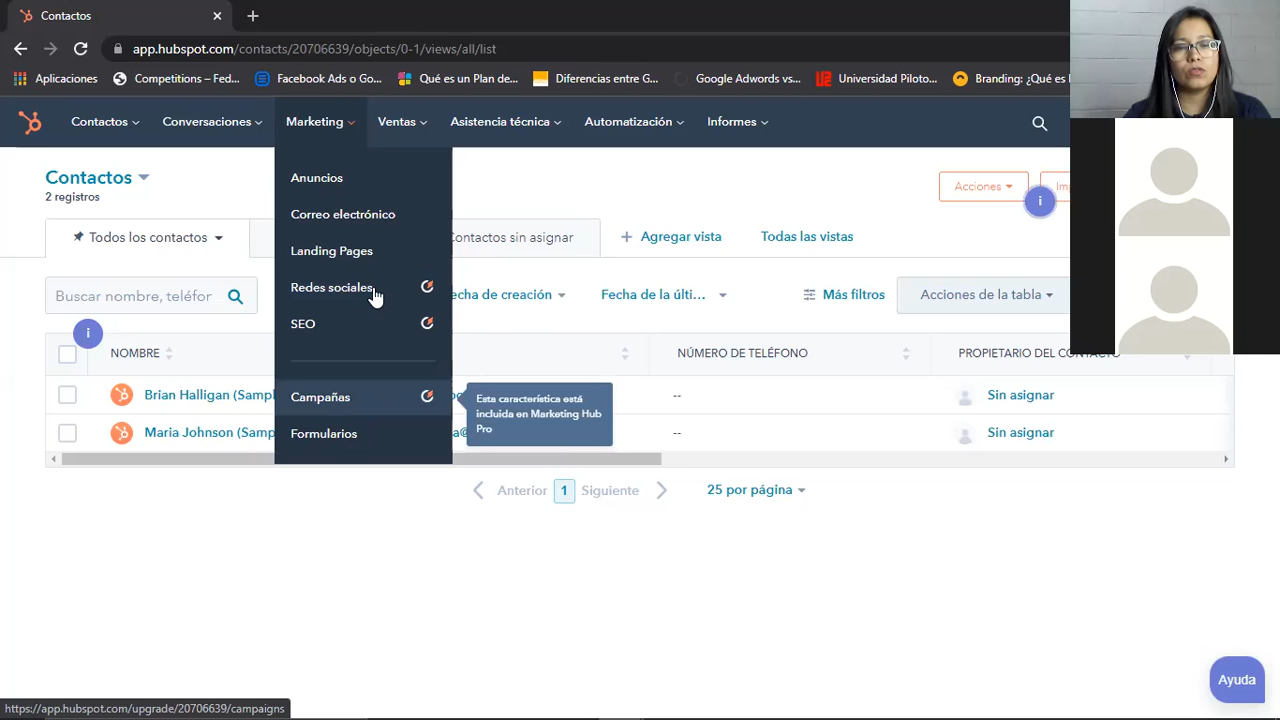 Contactos
app.hubspot.com/contacts/20706639/objects/0-1/views/all/list
Aplicaciones
Competitions – Fed...
Facebook Ads o Go...
Qué es un Plan de...
Diferencias entre G...
Google Adwords vs...
Universidad Piloto...
Branding: ¿Qué es
Contactos
Conversaciones
Marketing
Ventas
Asistencia técnica
Automatización
Informes
Anuncios
Correo electrónico
Landing Pages
Redes sociales
SEO
Campañas
Formularios
Esta característica está
incluida en Marketing Hub
Pro
Contactos
2 registros
Acciones
Todos los contactos
Contactos sin asignar
Agregar vista
Todas las vistas
Buscar nombre, teléfor
echa de creación
Fecha de la últi...
Más filtros
Acciones de la tabla
NOMBRE
NÚMERO DE TELÉFONO
PROPIETARIO DEL CONTACTO
Brian Halligan (Samp
--
Sin asignar
Maria Johnson (Samp
--
Sin asignar
Anterior 1 Siguiente
25 por página
Ayuda
https://app.hubspot.com/upgrade/20706639/campaigns